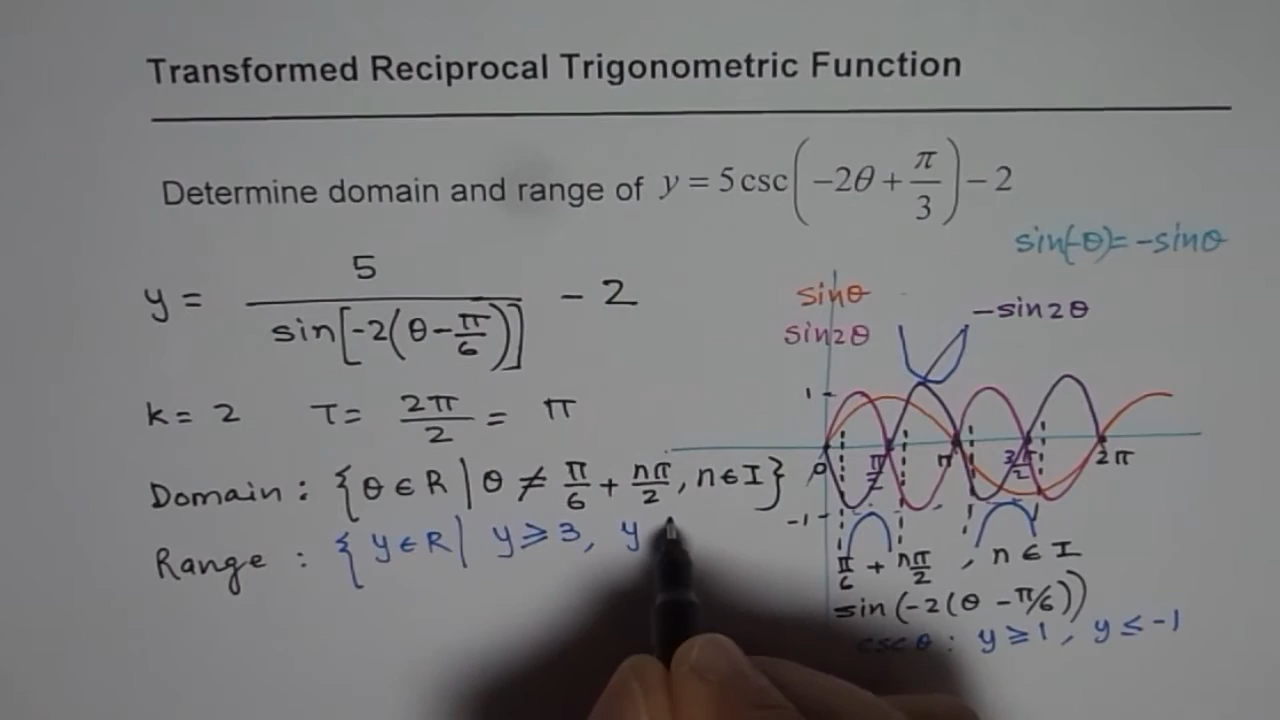 Transformed Reciprocal Trigonometric Function
Determine domain and range of y = 5 csc(−2θ + π/3) − 2
sin(-θ) = -sinθ
y = 5/sin[-2(θ - π/6)] - 2
k = 2 T = 2π/2 = π
Domain : {θ ∈ R | θ ≠ π/6 + nπ/2, n ∈ I}
Range : {y ∈ R | y ≥ 3, y
sinθ
sin2θ
-sin2θ
1
0 π/2 π 3π/2 2π
-1
π/6 + nπ/2 , n ∈ I
sin(-2(θ - π/6))
cscθ : y ≥ 1, y ≤ -1